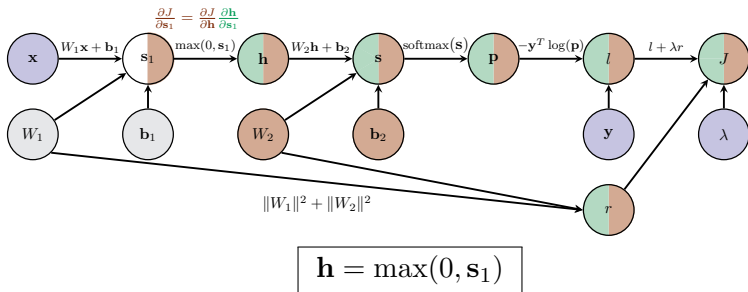 ∂J/∂𝐬₁ = ∂J/∂𝐡 ∂𝐡/∂𝐬₁
𝐱 W₁𝐱 + 𝐛₁ 𝐬₁ max(0, 𝐬₁) 𝐡 W₂𝐡 + 𝐛₂ 𝐬 softmax(𝐬) 𝐩 −𝐲ᵀ log(𝐩) l l + λr J
W₁ 𝐛₁ W₂ 𝐛₂ 𝐲 λ
‖W₁‖² + ‖W₂‖² r
𝐡 = max(0, 𝐬₁)